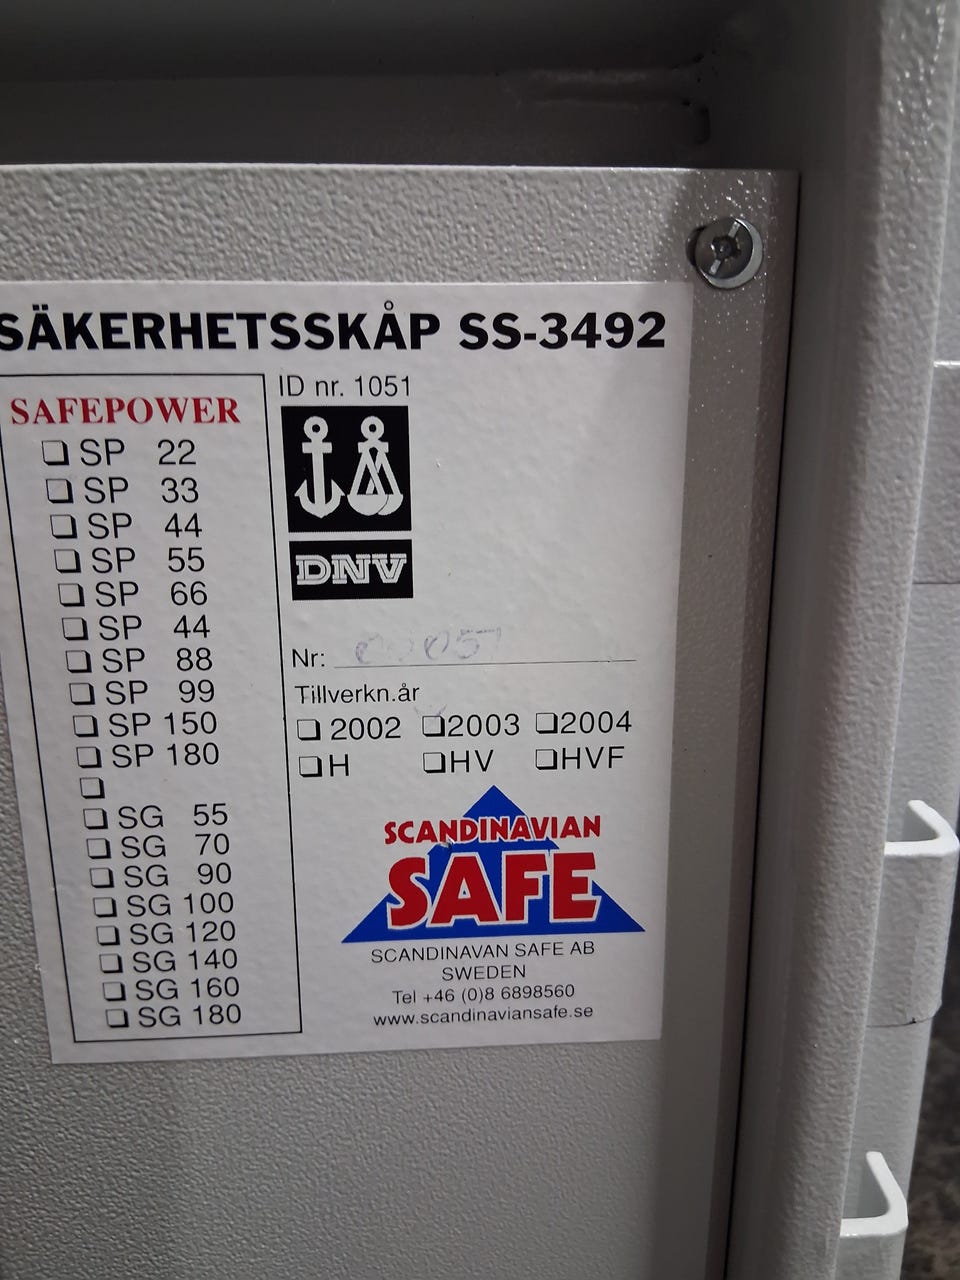 SÄKERHETSSKÅP SS-3492
SAFEPOWER
SP 22
SP 33
SP 44
SP 55
SP 66
SP 44
SP 88
SP 99
SP 150
SP 180
SG 55
SG 70
SG 90
SG 100
SG 120
SG 140
SG 160
SG 180
ID nr. 1051
DNV
Nr:
Tillverkn.år
2002 2003 2004
H HV HVF
SCANDINAVIAN
SAFE
SCANDINAVAN SAFE AB
SWEDEN
Tel +46 (0)8 6898560
www.scandinaviansafe.se